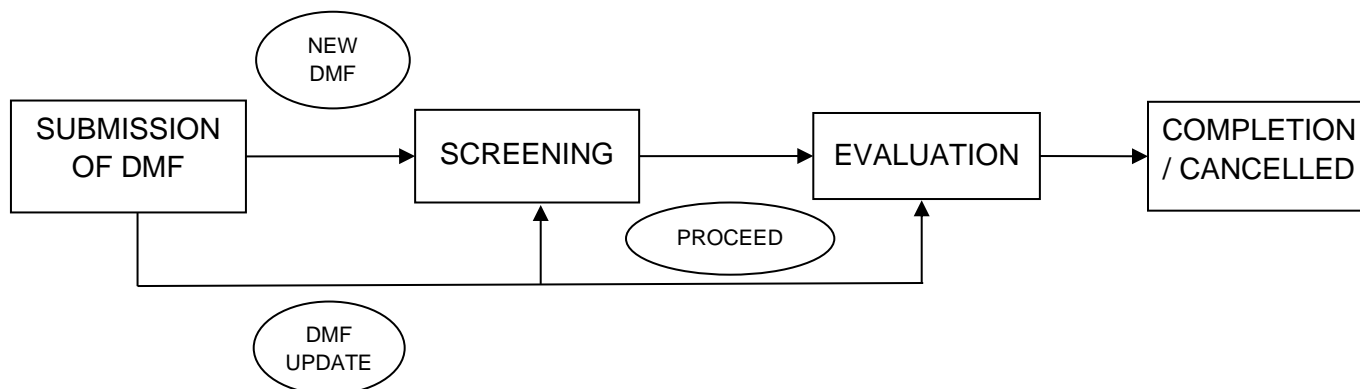 NEW
DMF
SUBMISSION
OF DMF
SCREENING
EVALUATION
COMPLETION
/ CANCELLED
PROCEED
DMF
UPDATE